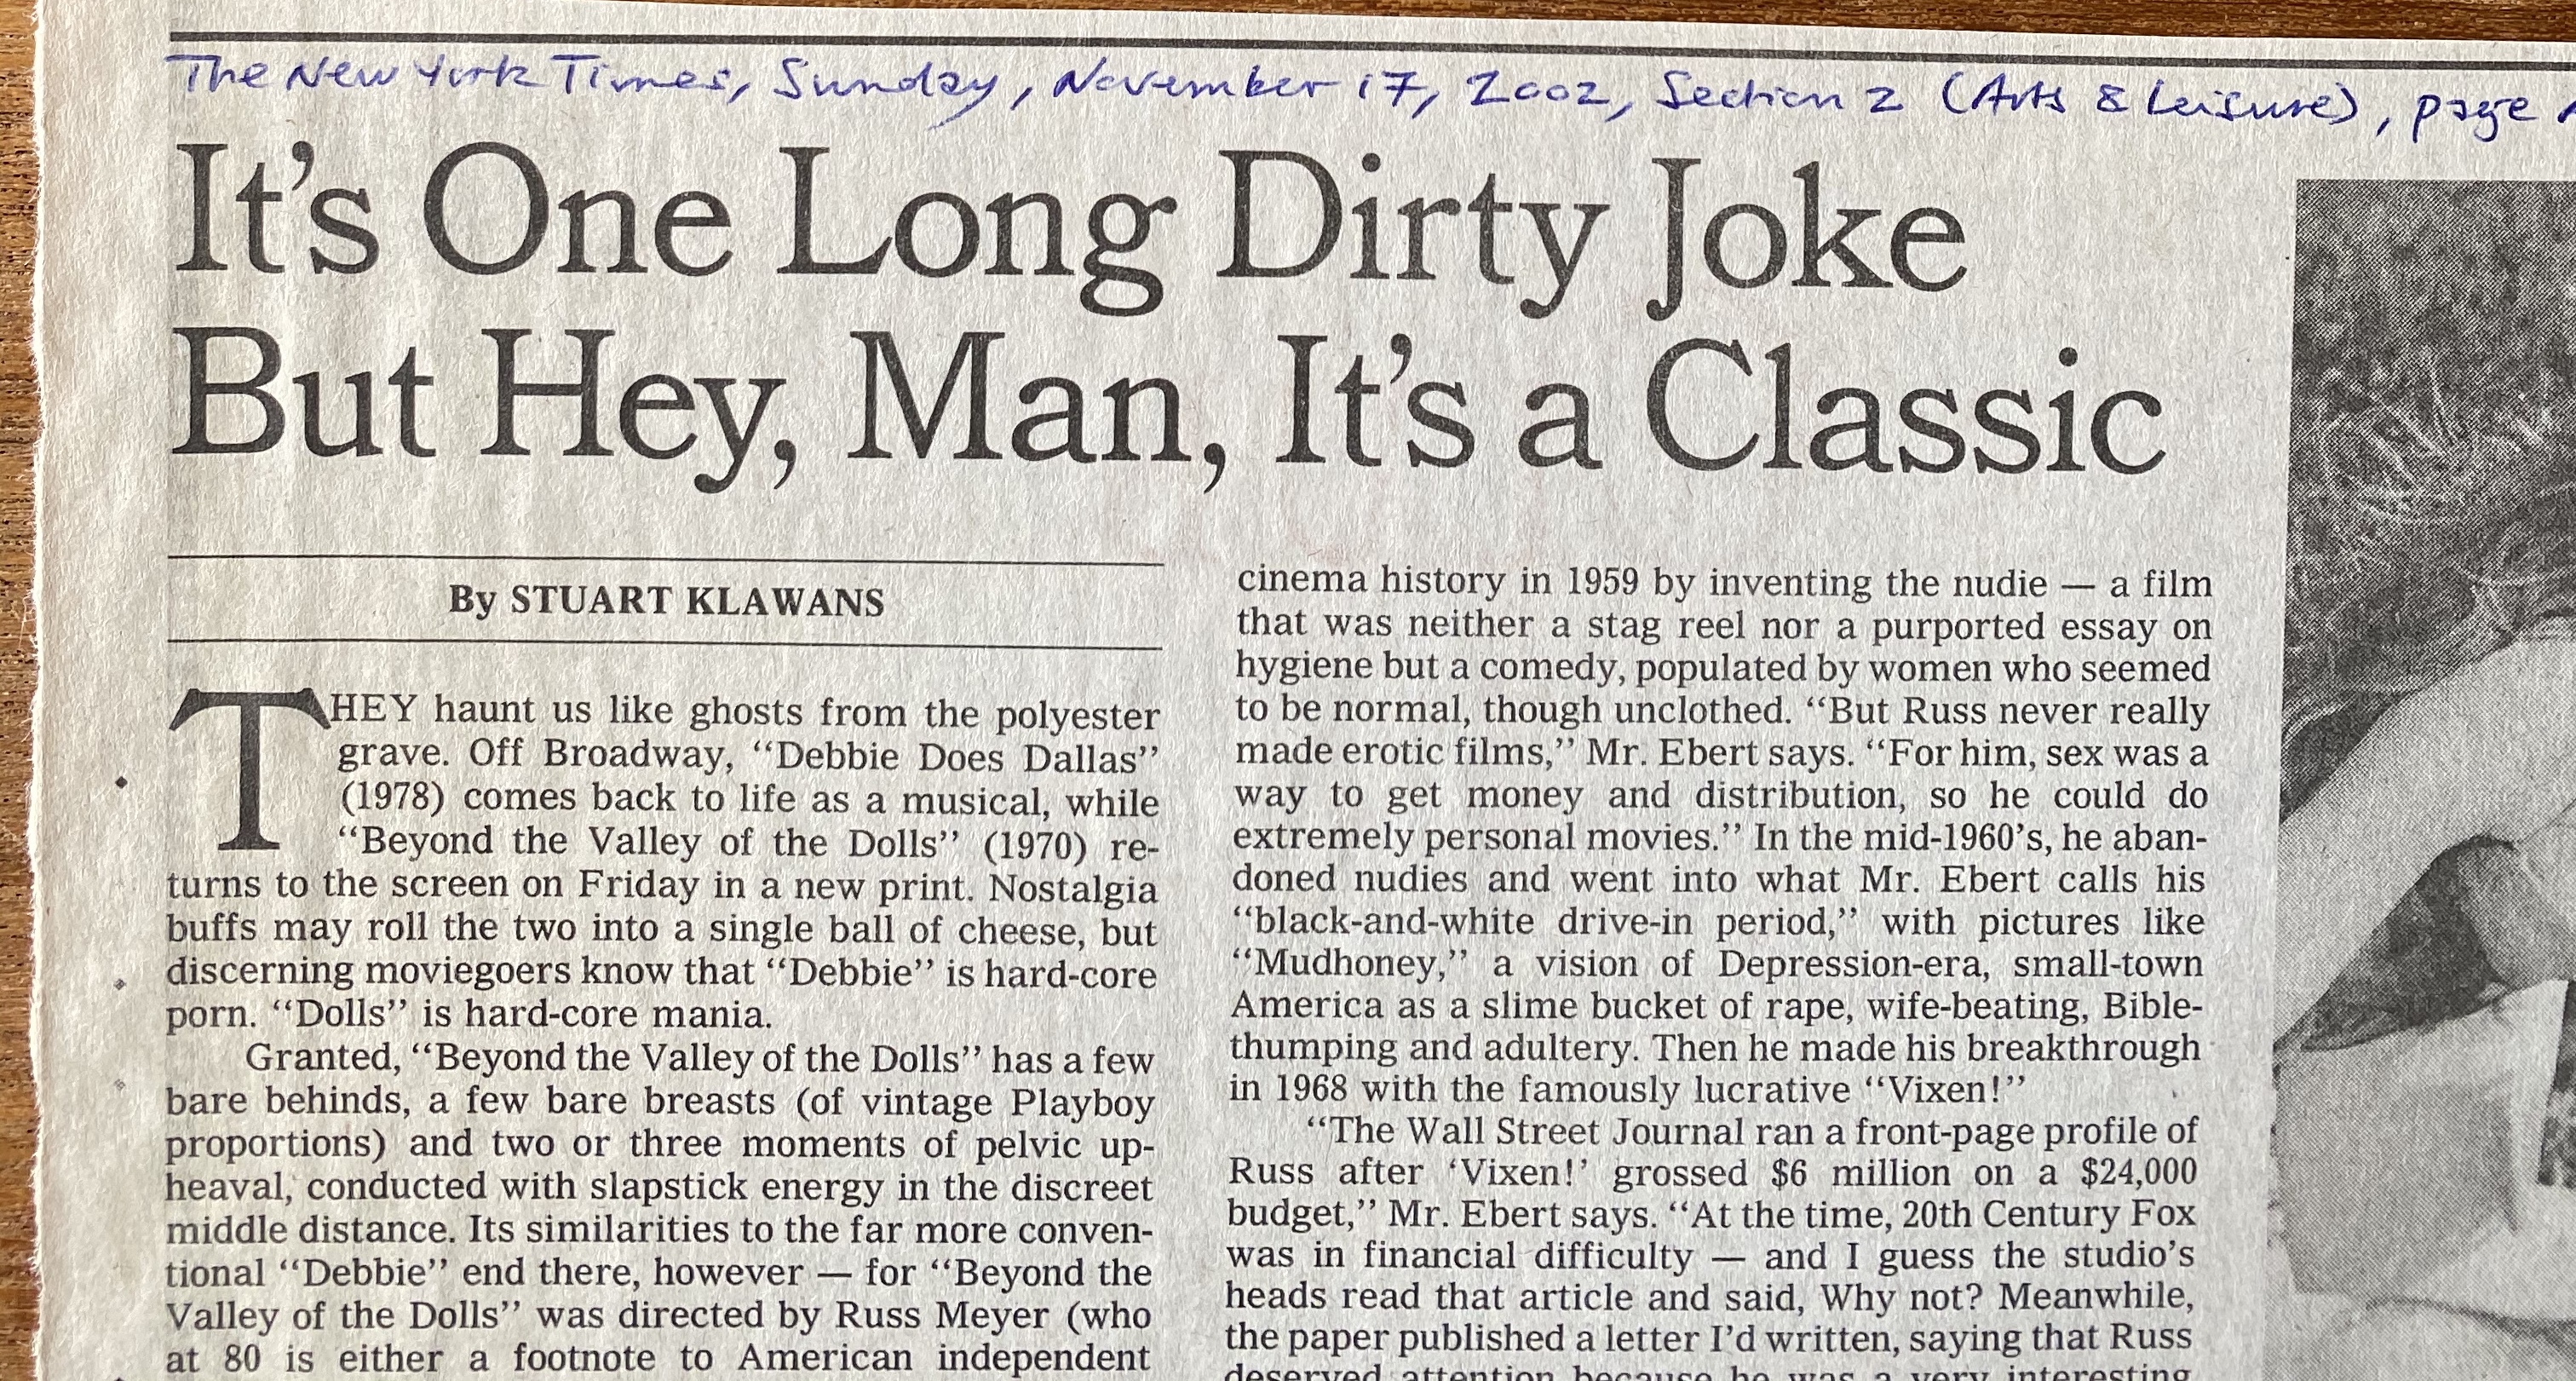 The New York Times, Sunday, November 17, 2002, Section 2 (Arts & Leisure), page
It's One Long Dirty Joke
But Hey, Man, It's a Classic
By STUART KLAWANS
THEY haunt us like ghosts from the polyester
grave. Off Broadway, “Debbie Does Dallas”
(1978) comes back to life as a musical, while
“Beyond the Valley of the Dolls” (1970) re-
turns to the screen on Friday in a new print. Nostalgia
buffs may roll the two into a single ball of cheese, but
discerning moviegoers know that “Debbie” is hard-core
porn. “Dolls” is hard-core mania.
Granted, “Beyond the Valley of the Dolls” has a few
bare behinds, a few bare breasts (of vintage Playboy
proportions) and two or three moments of pelvic up-
heaval, conducted with slapstick energy in the discreet
middle distance. Its similarities to the far more conven-
tional “Debbie” end there, however — for “Beyond the
Valley of the Dolls” was directed by Russ Meyer (who
at 80 is either a footnote to American independent
cinema history in 1959 by inventing the nudie — a film
that was neither a stag reel nor a purported essay on
hygiene but a comedy, populated by women who seemed
to be normal, though unclothed. “But Russ never really
made erotic films,” Mr. Ebert says. “For him, sex was a
way to get money and distribution, so he could do
extremely personal movies.” In the mid-1960's, he aban-
doned nudies and went into what Mr. Ebert calls his
“black-and-white drive-in period,” with pictures like
“Mudhoney,” a vision of Depression-era, small-town
America as a slime bucket of rape, wife-beating, Bible-
thumping and adultery. Then he made his breakthrough
in 1968 with the famously lucrative “Vixen!”
“The Wall Street Journal ran a front-page profile of
Russ after ‘Vixen!’ grossed $6 million on a $24,000
budget,” Mr. Ebert says. “At the time, 20th Century Fox
was in financial difficulty — and I guess the studio's
heads read that article and said, Why not? Meanwhile,
the paper published a letter I'd written, saying that Russ
deserved attention because he was a very interesting